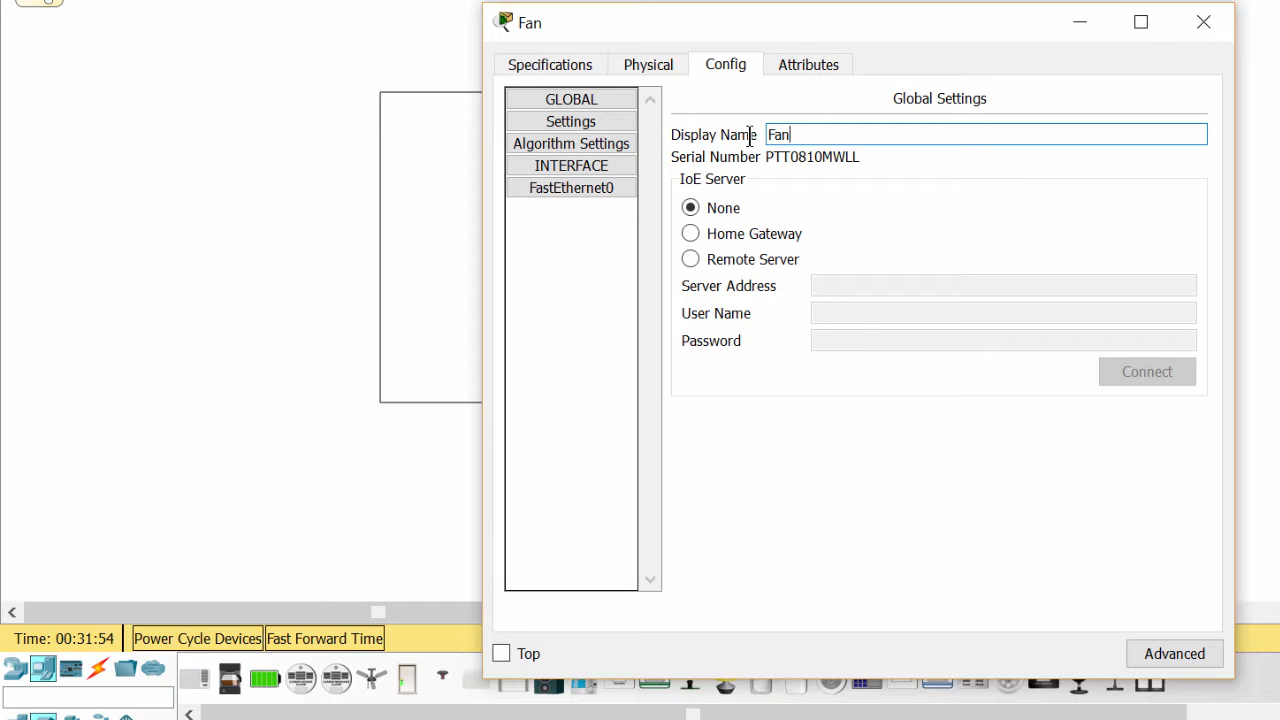 Fan
Specifications
Physical
Config
Attributes
GLOBAL
Settings
Algorithm Settings
INTERFACE
FastEthernet0
Global Settings
Display Name Fan
Serial Number PTT0810MWLL
IoE Server
None
Home Gateway
Remote Server
Server Address
User Name
Password
Connect
Top
Advanced
Time: 00:31:54
Power Cycle Devices
Fast Forward Time